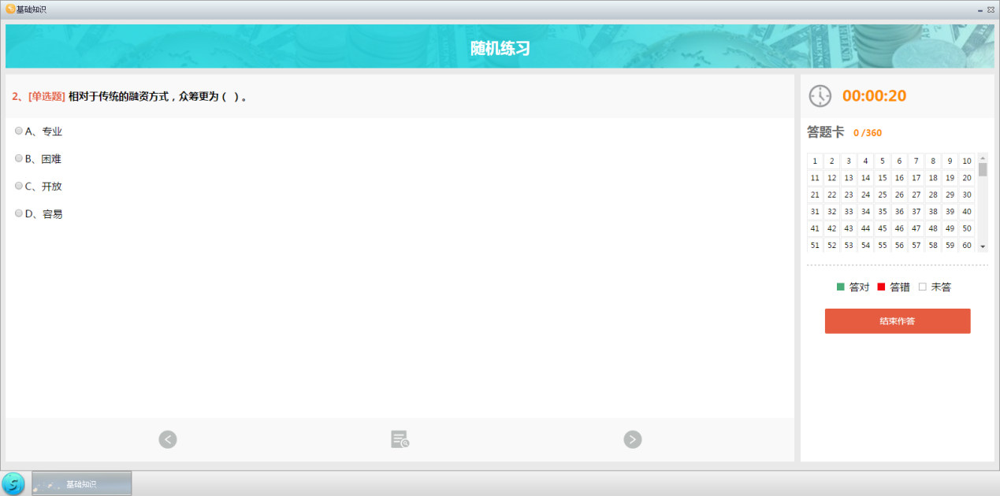 基础知识
随机练习
2、[单选题] 相对于传统的融资方式，众筹更为（ ）。
A、专业
B、困难
C、开放
D、容易
00:00:20
答题卡 0 /360
1 2 3 4 5 6 7 8 9 10
11 12 13 14 15 16 17 18 19 20
21 22 23 24 25 26 27 28 29 30
31 32 33 34 35 36 37 38 39 40
41 42 43 44 45 46 47 48 49 50
51 52 53 54 55 56 57 58 59 60
答对 答错 未答
结束作答
基础知识